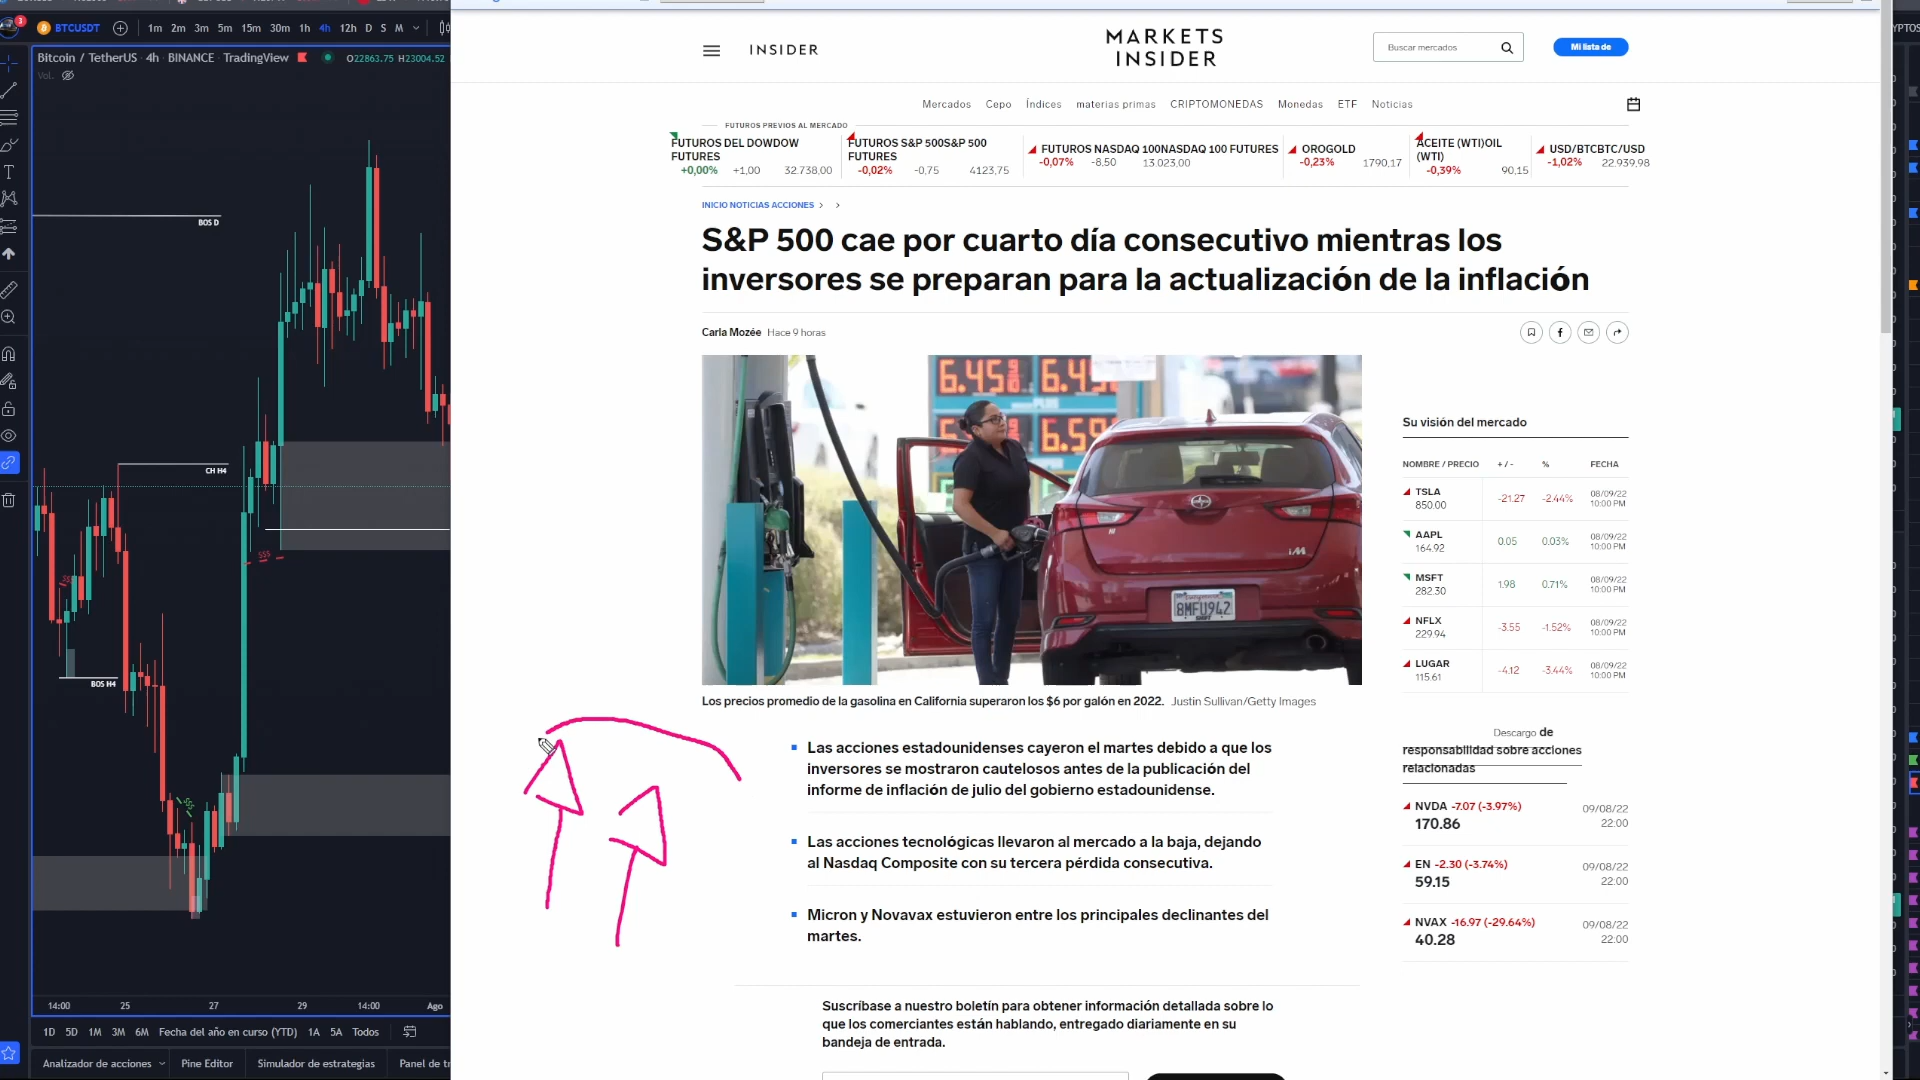 3
BTCUSDT
1m 2m 3m 5m 15m 30m 1h 4h 12h D S M
Bitcoin / TetherUS · 4h · BINANCE · TradingView
O22863.75 H23004.52
Vol.
BOS D
CH H4
SSS
SSS
BOS H4
SSS
14:00 25 27 29 14:00 Ago
1D 5D 1M 3M 6M Fecha del año en curso (YTD) 1A 5A Todos
Analizador de acciones Pine Editor Simulador de estrategias Panel de tr
INSIDER
MARKETS
INSIDER
Buscar mercados
Mi lista de
Mercados Cepo Índices materias primas CRIPTOMONEDAS Monedas ETF Noticias
FUTUROS PREVIOS AL MERCADO
FUTUROS DEL DOWDOW
FUTURES
+0,00% +1,00 32.738,00
FUTUROS S&P 500S&P 500
FUTURES
-0,02% -0,75 4123,75
FUTUROS NASDAQ 100NASDAQ 100 FUTURES
-0,07% -8,50 13.023,00
OROGOLD
-0,23% 1790,17
ACEITE (WTI)OIL
(WTI)
-0,39% 90,15
USD/BTCBTC/USD
-1,02% 22.939,98
INICIO NOTICIAS ACCIONES > >
S&P 500 cae por cuarto día consecutivo mientras los
inversores se preparan para la actualización de la inflación
Carla Mozée Hace 9 horas
6.45 9/10 6.4
PLUS
6.59
8MFU942
iM
Los precios promedio de la gasolina en California superaron los $6 por galón en 2022. Justin Sullivan/Getty Images
Las acciones estadounidenses cayeron el martes debido a que los
inversores se mostraron cautelosos antes de la publicación del
informe de inflación de julio del gobierno estadounidense.
Las acciones tecnológicas llevaron al mercado a la baja, dejando
al Nasdaq Composite con su tercera pérdida consecutiva.
Micron y Novavax estuvieron entre los principales declinantes del
martes.
Suscríbase a nuestro boletín para obtener información detallada sobre lo
que los comerciantes están hablando, entregado diariamente en su
bandeja de entrada.
Su visión del mercado
NOMBRE / PRECIO + / - % FECHA
TSLA
850.00 -21.27 -2.44% 08/09/22
10:00 PM
AAPL
164.92 0.05 0.03% 08/09/22
10:00 PM
MSFT
282.30 1.98 0.71% 08/09/22
10:00 PM
NFLX
229.94 -3.55 -1.52% 08/09/22
10:00 PM
LUGAR
115.61 -4.12 -3.44% 08/09/22
10:00 PM
Descargo de
responsabilidad sobre acciones
relacionadas
NVDA -7.07 (-3.97%) 09/08/22
170.86 22:00
EN -2.30 (-3.74%) 09/08/22
59.15 22:00
NVAX -16.97 (-29.64%) 09/08/22
40.28 22:00
YPTOS